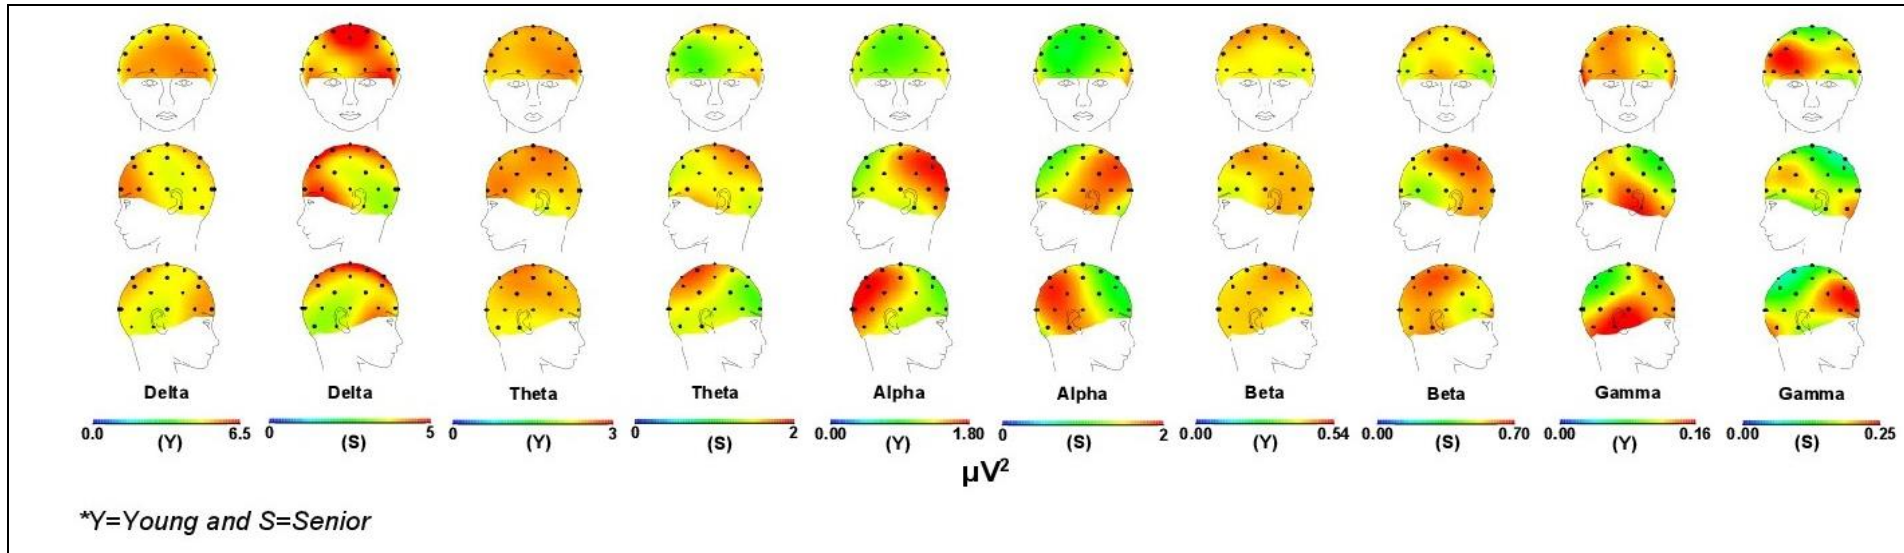 Delta Delta Theta Theta Alpha Alpha Beta Beta Gamma Gamma
0.0 6.5 0 5 0 3 0 2 0.00 1.80 0 2 0.00 0.54 0.00 0.70 0.00 0.16 0.00 0.25
(Y) (S) (Y) (S) (Y) (S) (Y) (S) (Y) (S)
µV²
*Y=Young and S=Senior